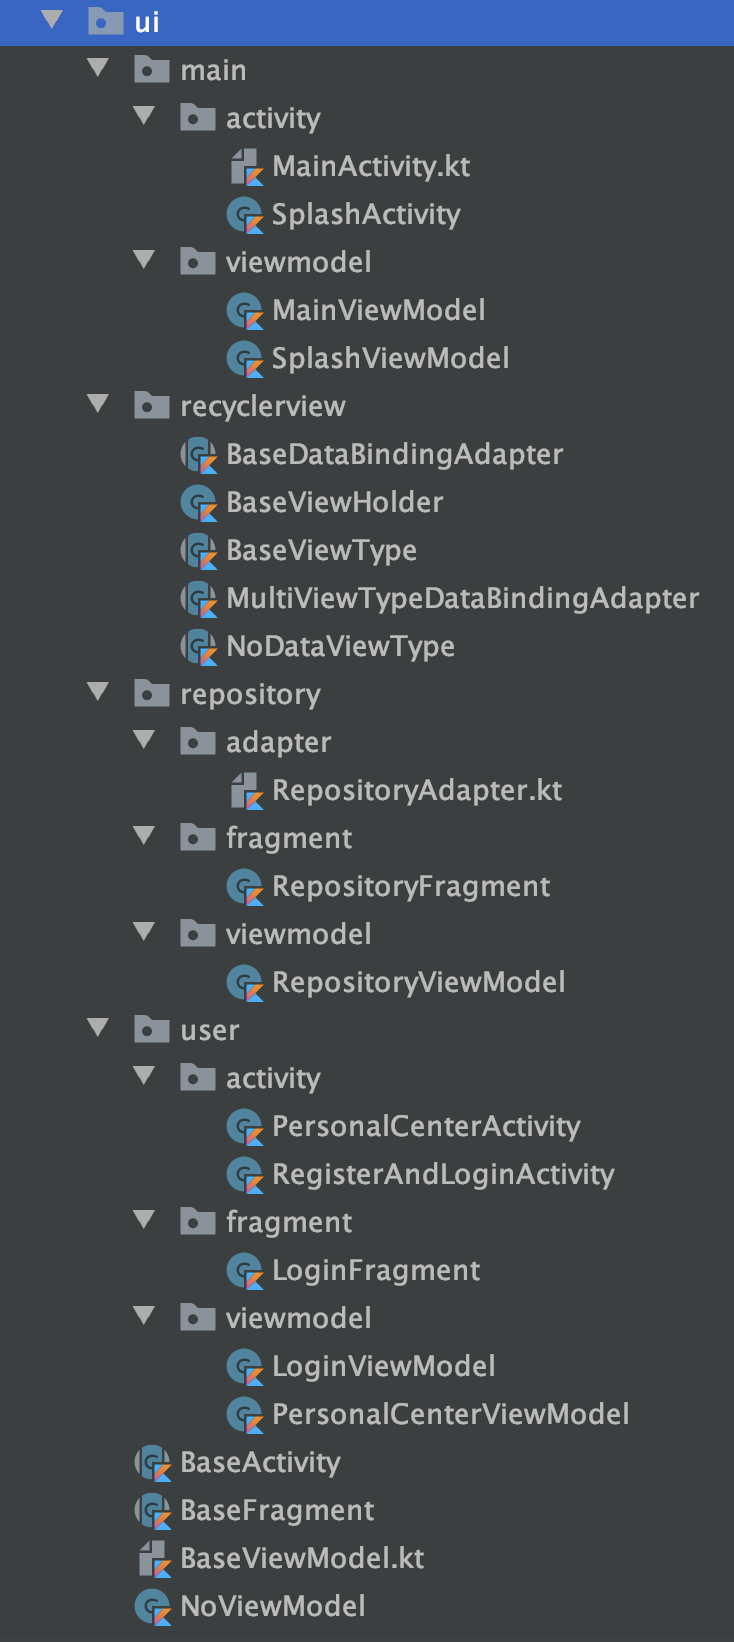 ui
main
activity
MainActivity.kt
SplashActivity
viewmodel
MainViewModel
SplashViewModel
recyclerview
BaseDataBindingAdapter
BaseViewHolder
BaseViewType
MultiViewTypeDataBindingAdapter
NoDataViewType
repository
adapter
RepositoryAdapter.kt
fragment
RepositoryFragment
viewmodel
RepositoryViewModel
user
activity
PersonalCenterActivity
RegisterAndLoginActivity
fragment
LoginFragment
viewmodel
LoginViewModel
PersonalCenterViewModel
BaseActivity
BaseFragment
BaseViewModel.kt
NoViewModel